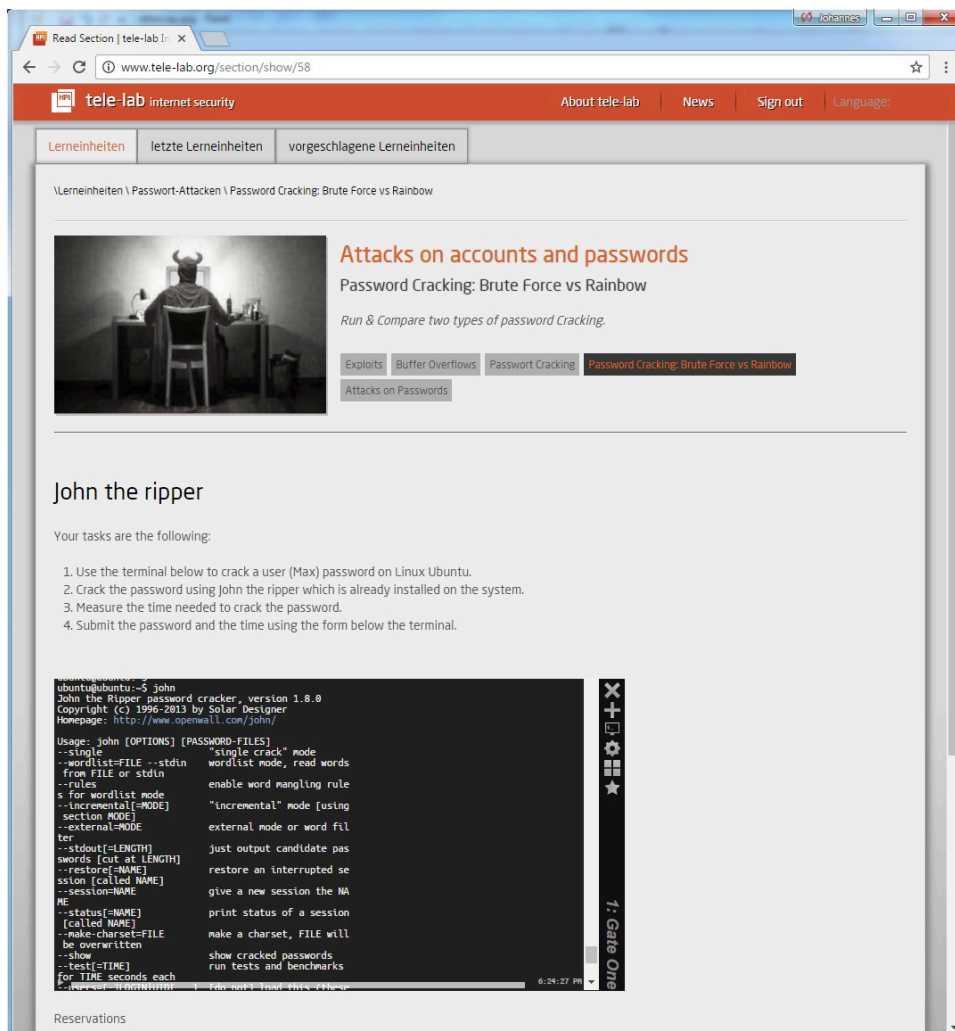 Johannes
Read Section | tele-lab In
www.tele-lab.org/section/show/58
HPI tele-lab internet security
About tele-lab News Sign out Language:
Lerneinheiten letzte Lerneinheiten vorgeschlagene Lerneinheiten
\Lerneinheiten \ Passwort-Attacken \ Password Cracking: Brute Force vs Rainbow
Attacks on accounts and passwords
Password Cracking: Brute Force vs Rainbow
Run & Compare two types of password Cracking.
Exploits Buffer Overflows Passwort Cracking Password Cracking: Brute Force vs Rainbow
Attacks on Passwords
John the ripper
Your tasks are the following:
1. Use the terminal below to crack a user (Max) password on Linux Ubuntu.
2. Crack the password using John the ripper which is already installed on the system.
3. Measure the time needed to crack the password.
4. Submit the password and the time using the form below the terminal.
ubuntu@ubuntu:~$ john
John the Ripper password cracker, version 1.8.0
Copyright (c) 1996-2013 by Solar Designer
Homepage: http://www.openwall.com/john/
Usage: john [OPTIONS] [PASSWORD-FILES]
--single "single crack" mode
--wordlist=FILE --stdin wordlist mode, read words
from FILE or stdin
--rules enable word mangling rule
s for wordlist mode
--incremental[=MODE] "incremental" mode [using
section MODE]
--external=MODE external mode or word fil
ter
--stdout[=LENGTH] just output candidate pas
swords [cut at LENGTH]
--restore[=NAME] restore an interrupted se
ssion [called NAME]
--session=NAME give a new session the NA
ME
--status[=NAME] print status of a session
[called NAME]
--make-charset=FILE make a charset, FILE will
be overwritten
--show show cracked passwords
--test[=TIME] run tests and benchmarks
for TIME seconds each
[do not] load this (these
6:24:27 PM
1: Gate One
Reservations